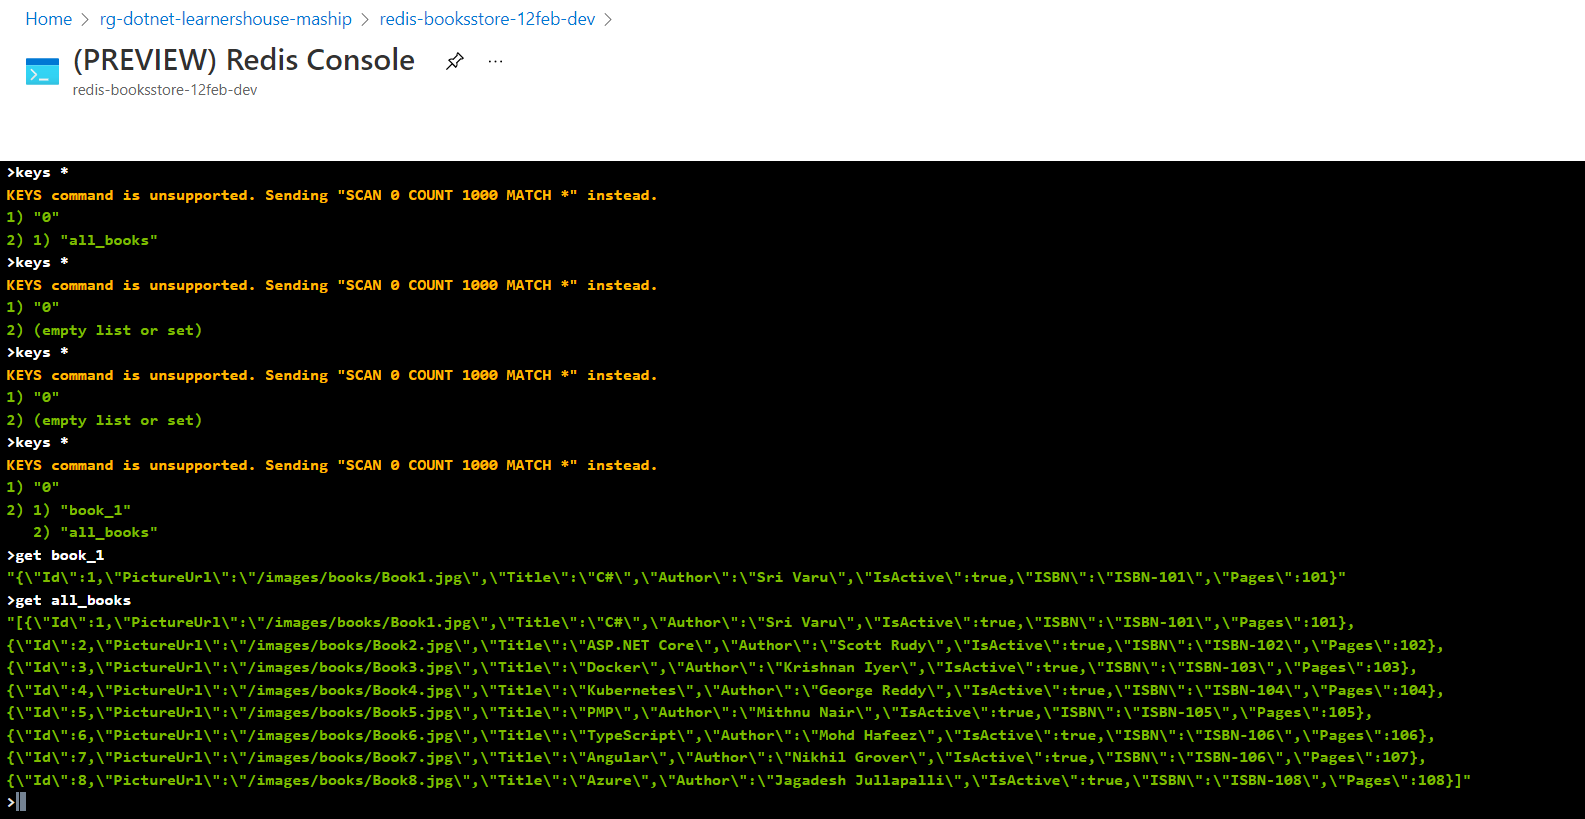 Home > rg-dotnet-learnershouse-maship > redis-booksstore-12feb-dev >
(PREVIEW) Redis Console
redis-booksstore-12feb-dev
>keys *
KEYS command is unsupported. Sending "SCAN 0 COUNT 1000 MATCH *" instead.
1) "0"
2) 1) "all_books"
>keys *
KEYS command is unsupported. Sending "SCAN 0 COUNT 1000 MATCH *" instead.
1) "0"
2) (empty list or set)
>keys *
KEYS command is unsupported. Sending "SCAN 0 COUNT 1000 MATCH *" instead.
1) "0"
2) (empty list or set)
>keys *
KEYS command is unsupported. Sending "SCAN 0 COUNT 1000 MATCH *" instead.
1) "0"
2) 1) "book_1"
2) "all_books"
>get book_1
"{\"Id\":1,\"PictureUrl\":\"/images/books/Book1.jpg\",\"Title\":\"C#\",\"Author\":\"Sri Varu\",\"IsActive\":true,\"ISBN\":\"ISBN-101\",\"Pages\":101}"
>get all_books
"[{\"Id\":1,\"PictureUrl\":\"/images/books/Book1.jpg\",\"Title\":\"C#\",\"Author\":\"Sri Varu\",\"IsActive\":true,\"ISBN\":\"ISBN-101\",\"Pages\":101},
{\"Id\":2,\"PictureUrl\":\"/images/books/Book2.jpg\",\"Title\":\"ASP.NET Core\",\"Author\":\"Scott Rudy\",\"IsActive\":true,\"ISBN\":\"ISBN-102\",\"Pages\":102},
{\"Id\":3,\"PictureUrl\":\"/images/books/Book3.jpg\",\"Title\":\"Docker\",\"Author\":\"Krishnan Iyer\",\"IsActive\":true,\"ISBN\":\"ISBN-103\",\"Pages\":103},
{\"Id\":4,\"PictureUrl\":\"/images/books/Book4.jpg\",\"Title\":\"Kubernetes\",\"Author\":\"George Reddy\",\"IsActive\":true,\"ISBN\":\"ISBN-104\",\"Pages\":104},
{\"Id\":5,\"PictureUrl\":\"/images/books/Book5.jpg\",\"Title\":\"PMP\",\"Author\":\"Mithnu Nair\",\"IsActive\":true,\"ISBN\":\"ISBN-105\",\"Pages\":105},
{\"Id\":6,\"PictureUrl\":\"/images/books/Book6.jpg\",\"Title\":\"TypeScript\",\"Author\":\"Mohd Hafeez\",\"IsActive\":true,\"ISBN\":\"ISBN-106\",\"Pages\":106},
{\"Id\":7,\"PictureUrl\":\"/images/books/Book7.jpg\",\"Title\":\"Angular\",\"Author\":\"Nikhil Grover\",\"IsActive\":true,\"ISBN\":\"ISBN-106\",\"Pages\":107},
{\"Id\":8,\"PictureUrl\":\"/images/books/Book8.jpg\",\"Title\":\"Azure\",\"Author\":\"Jagadesh Jullapalli\",\"IsActive\":true,\"ISBN\":\"ISBN-108\",\"Pages\":108}]"
>